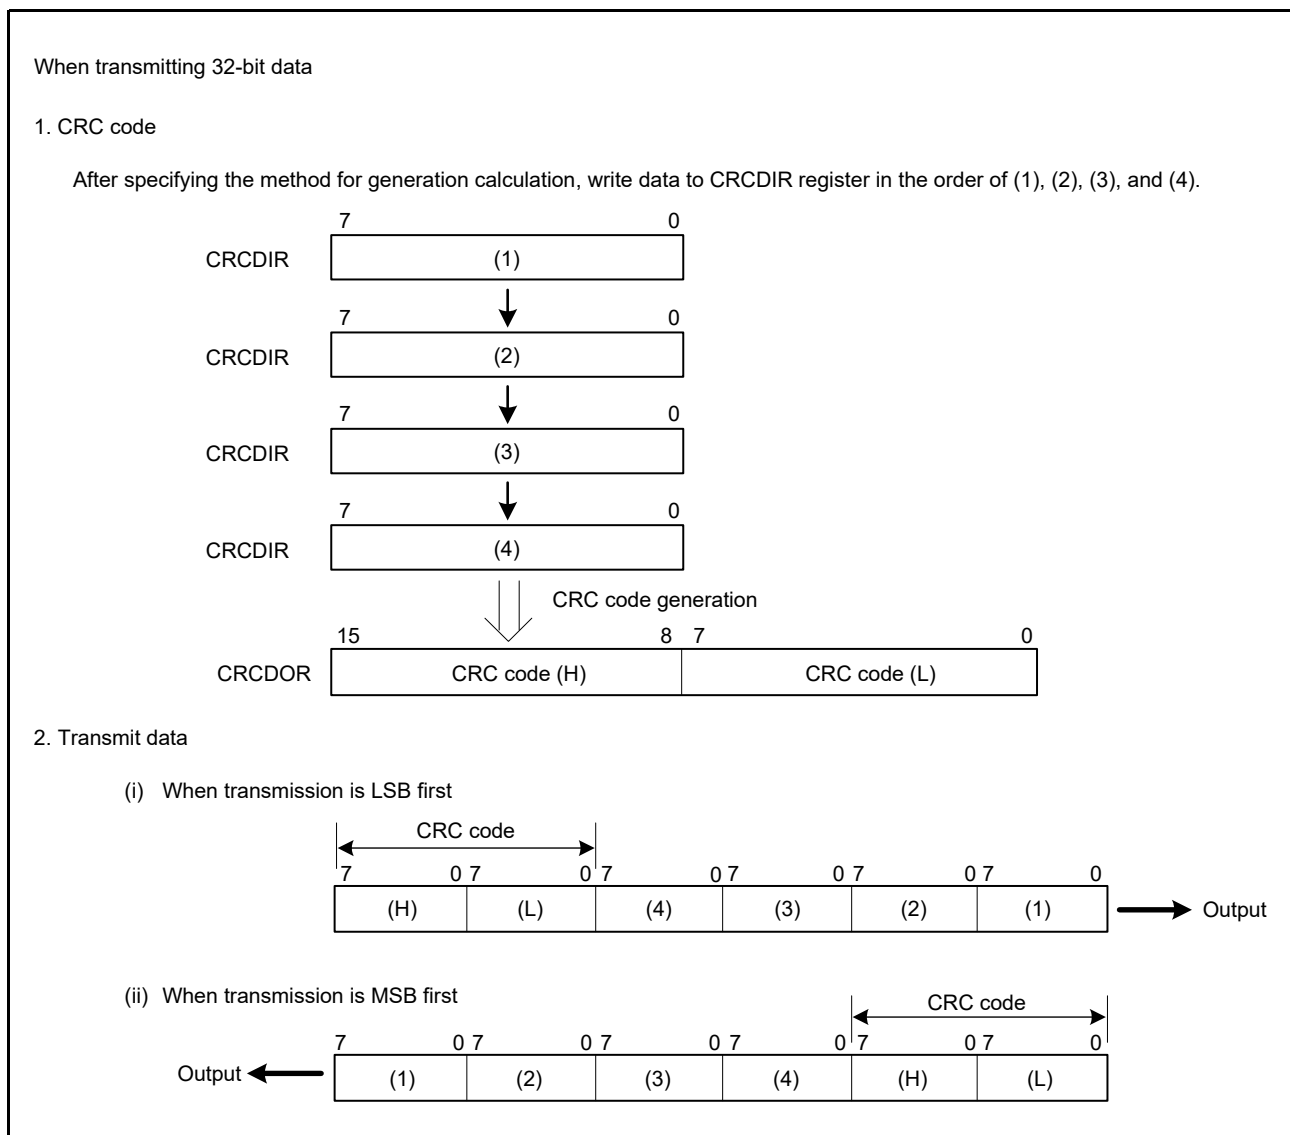 When transmitting 32-bit data
1. CRC code
After specifying the method for generation calculation, write data to CRCDIR register in the order of (1), (2), (3), and (4).
7 0
CRCDIR (1)
7 0
CRCDIR (2)
7 0
CRCDIR (3)
7 0
CRCDIR (4)
CRC code generation
15 8 7 0
CRCDOR CRC code (H) CRC code (L)
2. Transmit data
(i) When transmission is LSB first
CRC code
7 0 7 0 7 0 7 0 7 0 7 0
(H) (L) (4) (3) (2) (1) Output
(ii) When transmission is MSB first
CRC code
7 0 7 0 7 0 7 0 7 0 7 0
Output (1) (2) (3) (4) (H) (L)